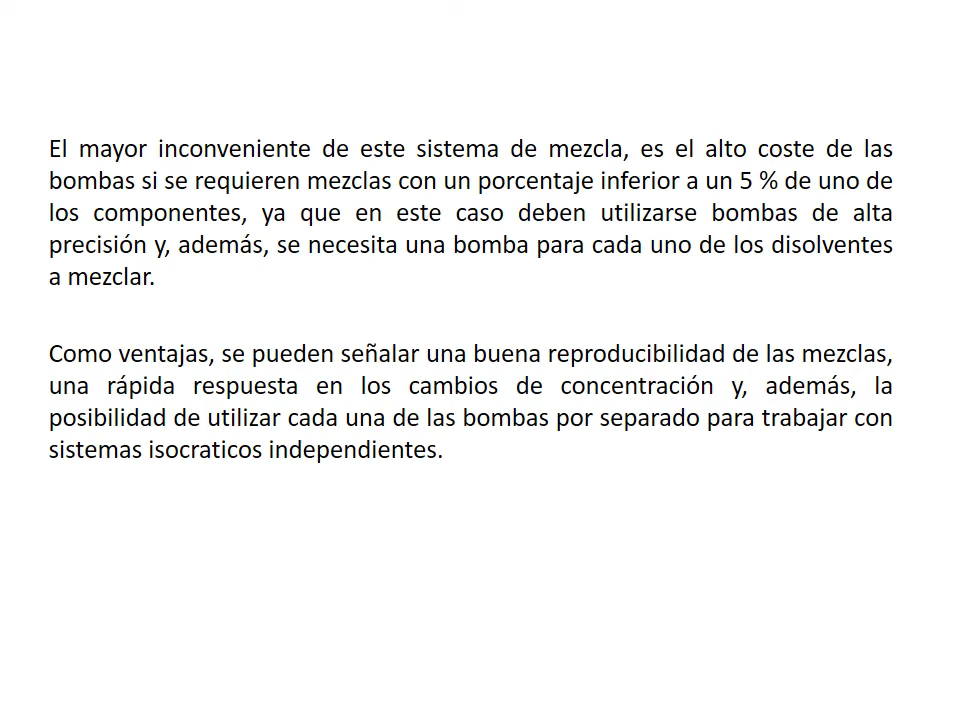 El mayor inconveniente de este sistema de mezcla, es el alto coste de las
bombas si se requieren mezclas con un porcentaje inferior a un 5 % de uno de
los componentes, ya que en este caso deben utilizarse bombas de alta
precisión y, además, se necesita una bomba para cada uno de los disolventes
a mezclar.
Como ventajas, se pueden señalar una buena reproducibilidad de las mezclas,
una rápida respuesta en los cambios de concentración y, además, la
posibilidad de utilizar cada una de las bombas por separado para trabajar con
sistemas isocraticos independientes.